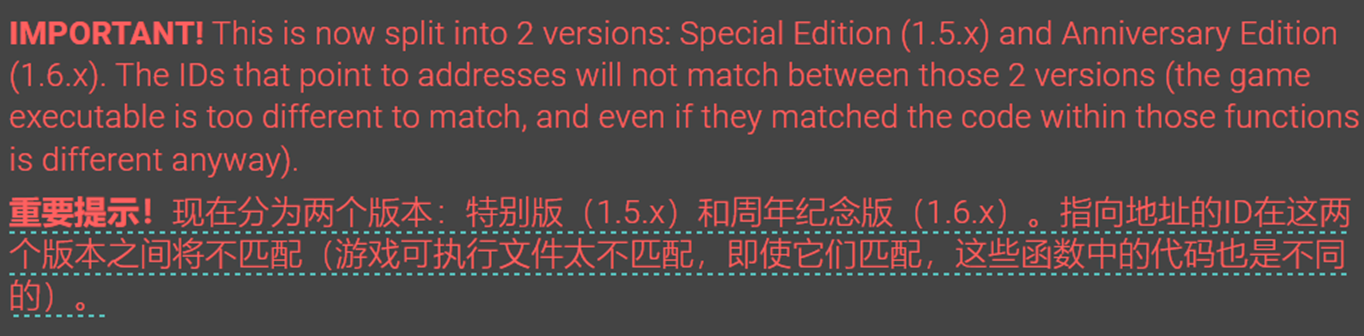 IMPORTANT! This is now split into 2 versions: Special Edition (1.5.x) and Anniversary Edition
(1.6.x). The IDs that point to addresses will not match between those 2 versions (the game
executable is too different to match, and even if they matched the code within those functions
is different anyway).
重要提示！现在分为两个版本：特别版（1.5.x）和周年纪念版（1.6.x）。指向地址的ID在这两
个版本之间将不匹配（游戏可执行文件太不匹配，即使它们匹配，这些函数中的代码也是不同
的）。